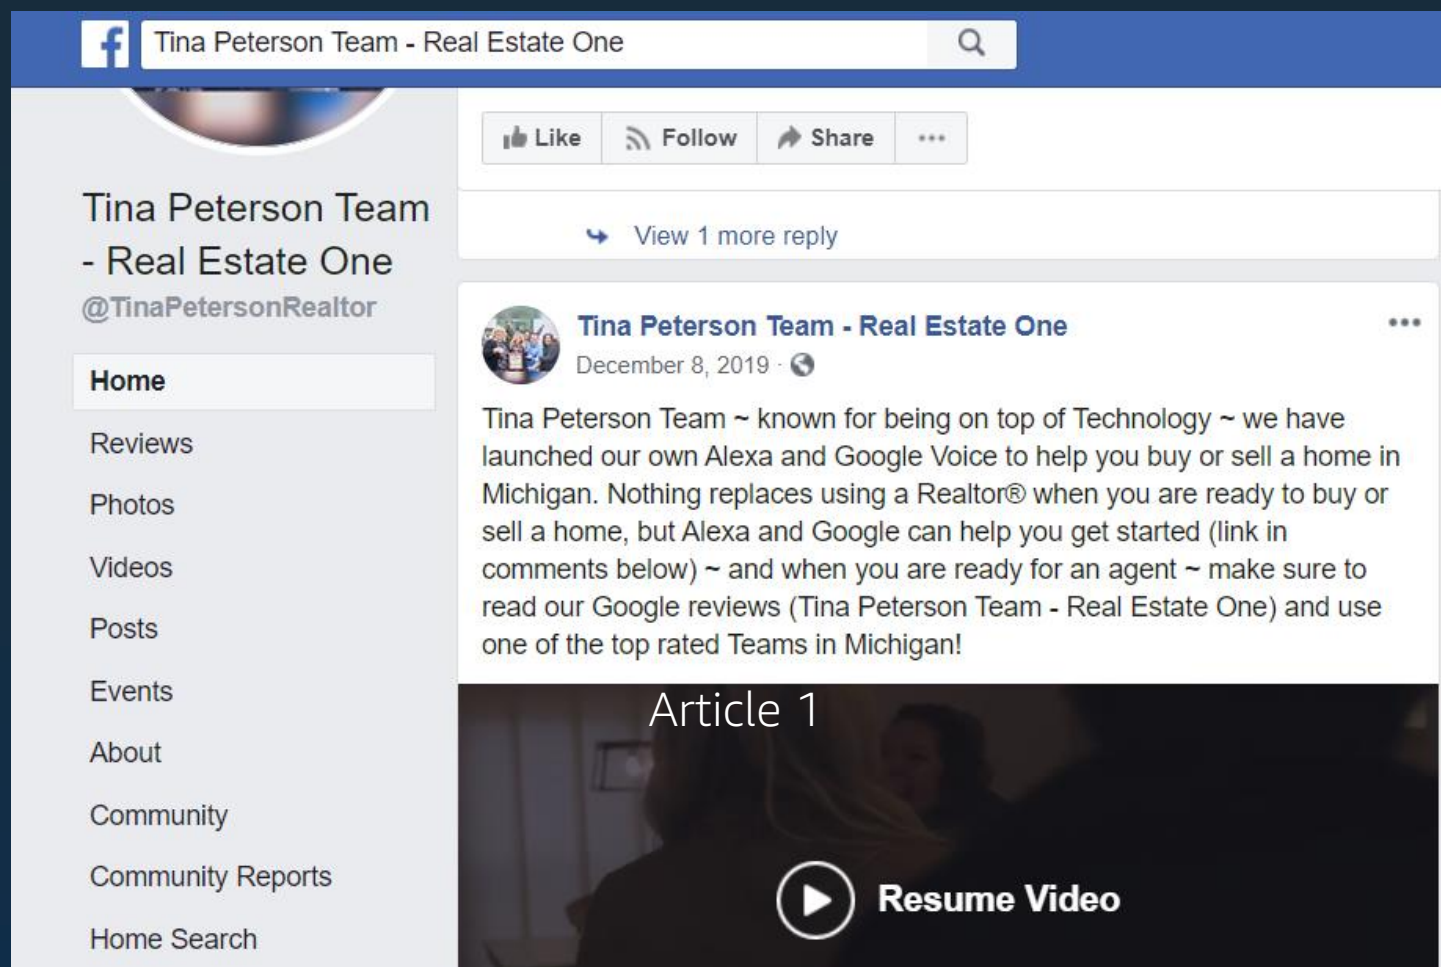 f
Tina Peterson Team - Real Estate One
Like
Follow
Share
View 1 more reply
Tina Peterson Team
- Real Estate One
@TinaPetersonRealtor
Home
Reviews
Photos
Videos
Posts
Events
About
Community
Community Reports
Home Search
Tina Peterson Team - Real Estate One
December 8, 2019 ·
Tina Peterson Team ~ known for being on top of Technology ~ we have
launched our own Alexa and Google Voice to help you buy or sell a home in
Michigan. Nothing replaces using a Realtor® when you are ready to buy or
sell a home, but Alexa and Google can help you get started (link in
comments below) ~ and when you are ready for an agent ~ make sure to
read our Google reviews (Tina Peterson Team - Real Estate One) and use
one of the top rated Teams in Michigan!
Article 1
Resume Video